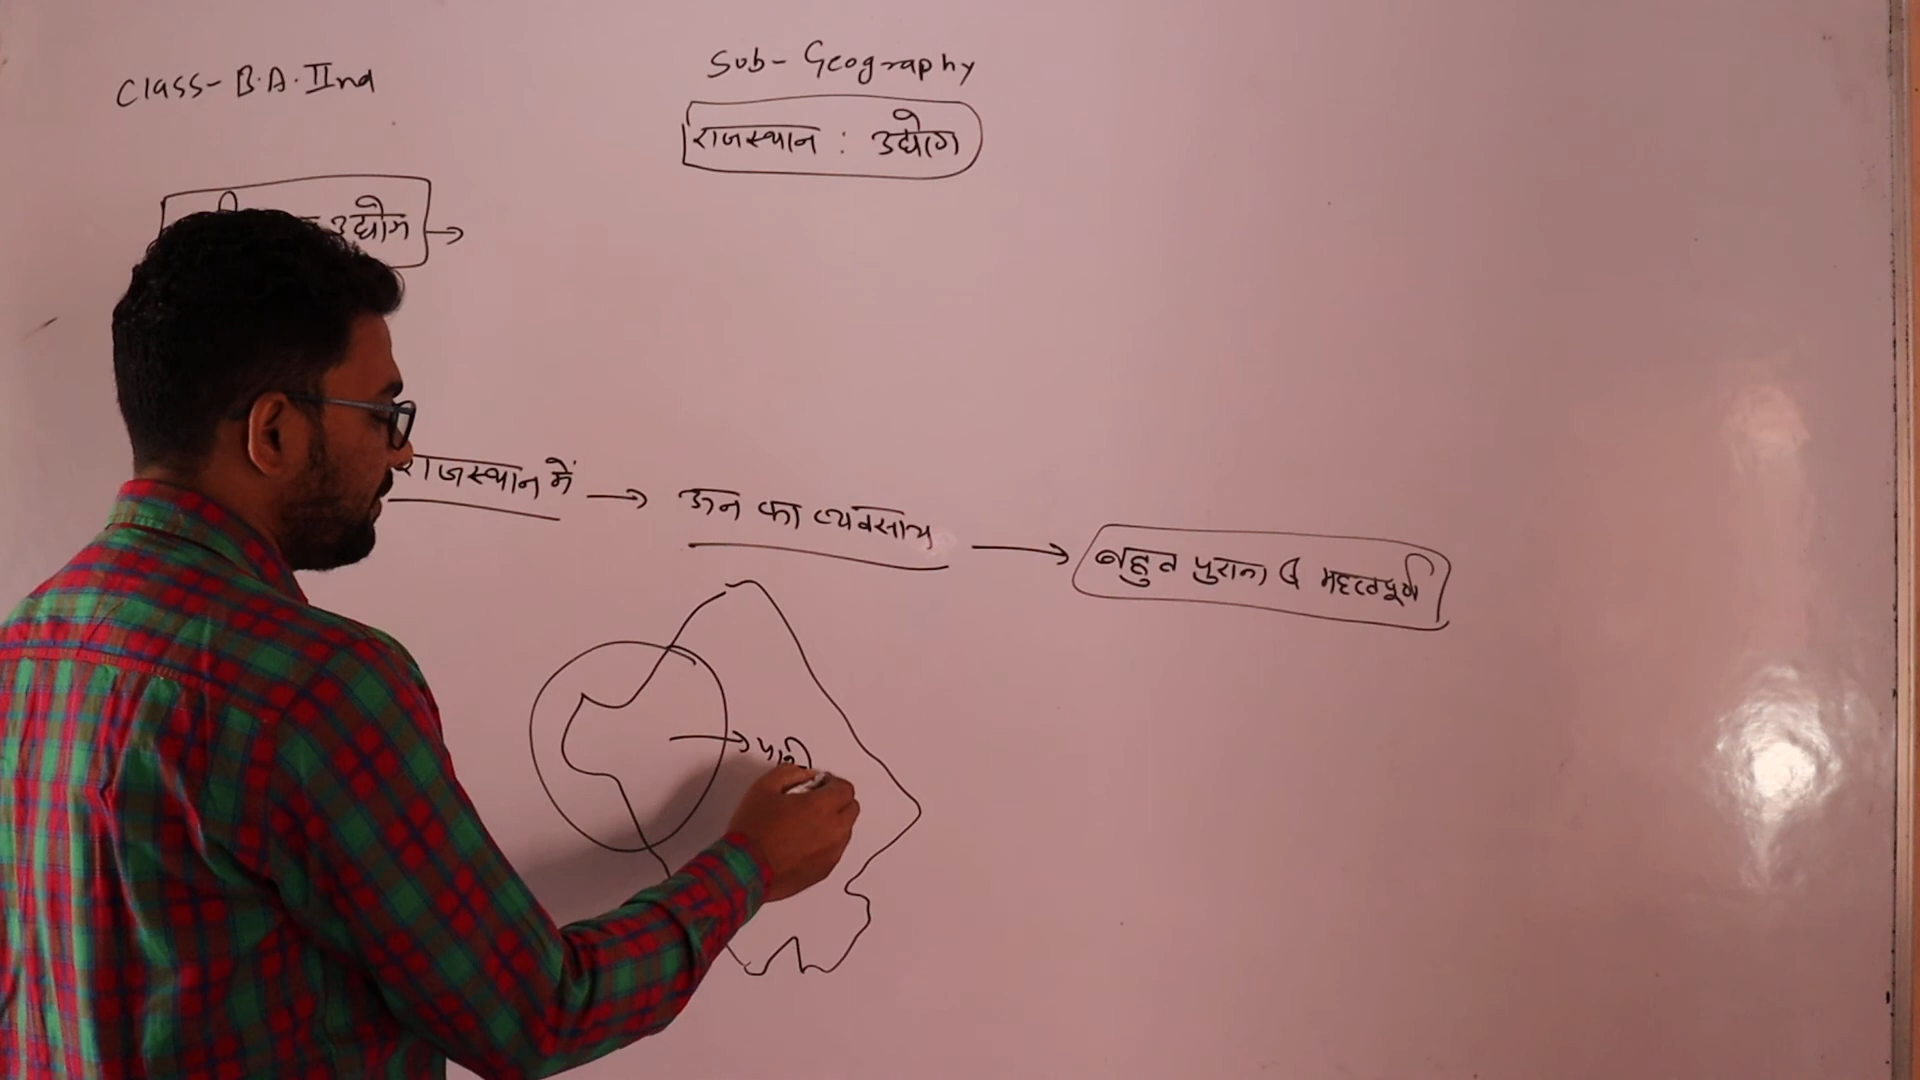 Class- B.A. IInd
Sub- Geography
राजस्थान : उद्योग
उद्योग →
राजस्थान में → ऊन का व्यवसाय → बहुत पुराना & महत्वपूर्ण
→ पानी